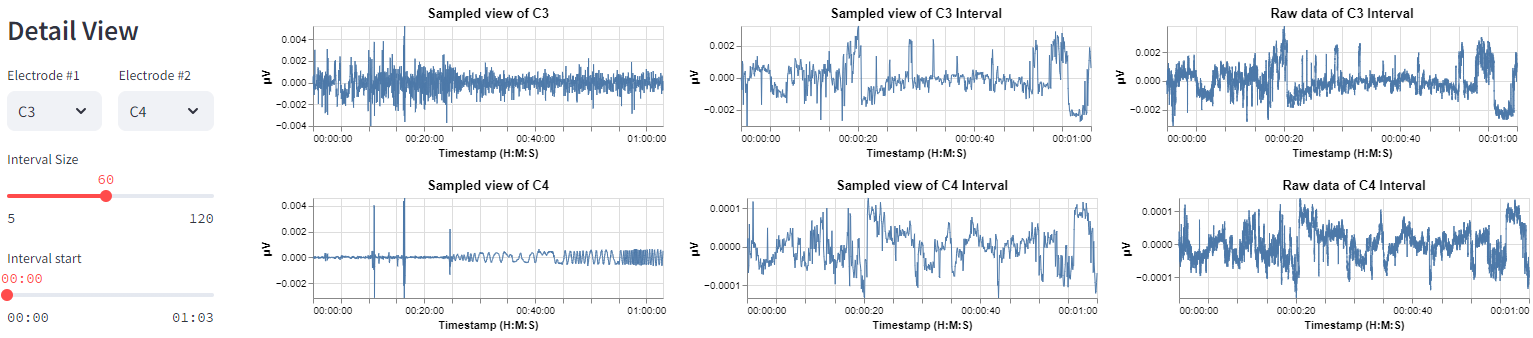 Detail View
Electrode #1 Electrode #2
C3 C4
Interval Size
60
5 120
Interval start
00:00
00:00 01:03
Sampled view of C3
µV
0.004
0.002
0.000
−0.002
−0.004
00:00:00 00:20:00 00:40:00 01:00:00
Timestamp (H:M:S)
Sampled view of C3 Interval
µV
0.002
0.000
−0.002
00:00:00 00:00:20 00:00:40 00:01:00
Timestamp (H:M:S)
Raw data of C3 Interval
µV
0.002
0.000
−0.002
00:00:00 00:00:20 00:00:40 00:01:00
Timestamp (H:M:S)
Sampled view of C4
µV
0.004
0.002
0.000
−0.002
00:00:00 00:20:00 00:40:00 01:00:00
Timestamp (H:M:S)
Sampled view of C4 Interval
µV
0.0001
0.0000
−0.0001
00:00:00 00:00:20 00:00:40 00:01:00
Timestamp (H:M:S)
Raw data of C4 Interval
µV
0.0001
0.0000
−0.0001
00:00:00 00:00:20 00:00:40 00:01:00
Timestamp (H:M:S)